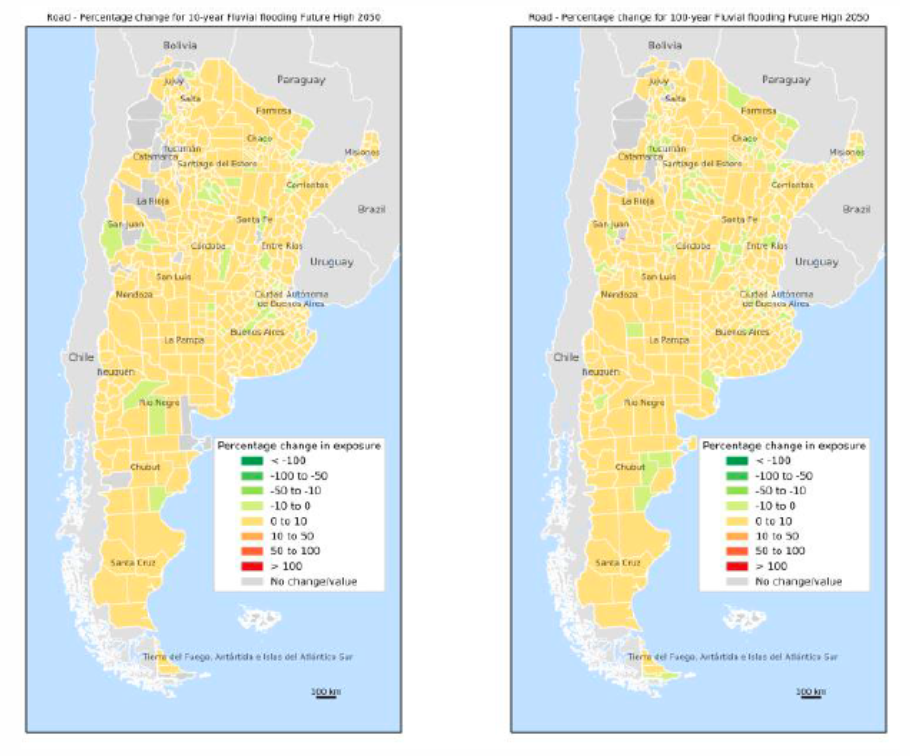 Road - Percentage change for 10-year Fluvial flooding Future High 2050
Bolivia
Paraguay
Jujuy
Salta
Formosa
Chaco
Tucumán
Misiones
Catamarca
Santiago del Estero
Corrientes
La Rioja
Brazil
San Juan
Santa Fe
Córdoba
Entre Ríos
Uruguay
San Luis
Mendoza
Ciudad Autónoma
de Buenos Aires
Buenos Aires
La Pampa
Chile
Neuquén
Río Negro
Chubut
Santa Cruz
Tierra del Fuego, Antártida e Islas del Atlántico Sur
100 km
Percentage change in exposure
< -100
-100 to -50
-50 to -10
-10 to 0
0 to 10
10 to 50
50 to 100
> 100
No change/value
Road - Percentage change for 100-year Fluvial flooding Future High 2050
Bolivia
Paraguay
Jujuy
Salta
Formosa
Chaco
Tucumán
Misiones
Catamarca
Santiago del Estero
Corrientes
La Rioja
Brazil
San Juan
Santa Fe
Córdoba
Entre Ríos
Uruguay
San Luis
Mendoza
Ciudad Autónoma
de Buenos Aires
Buenos Aires
La Pampa
Chile
Neuquén
Río Negro
Chubut
Santa Cruz
Tierra del Fuego, Antártida e Islas del Atlántico Sur
100 km
Percentage change in exposure
< -100
-100 to -50
-50 to -10
-10 to 0
0 to 10
10 to 50
50 to 100
> 100
No change/value